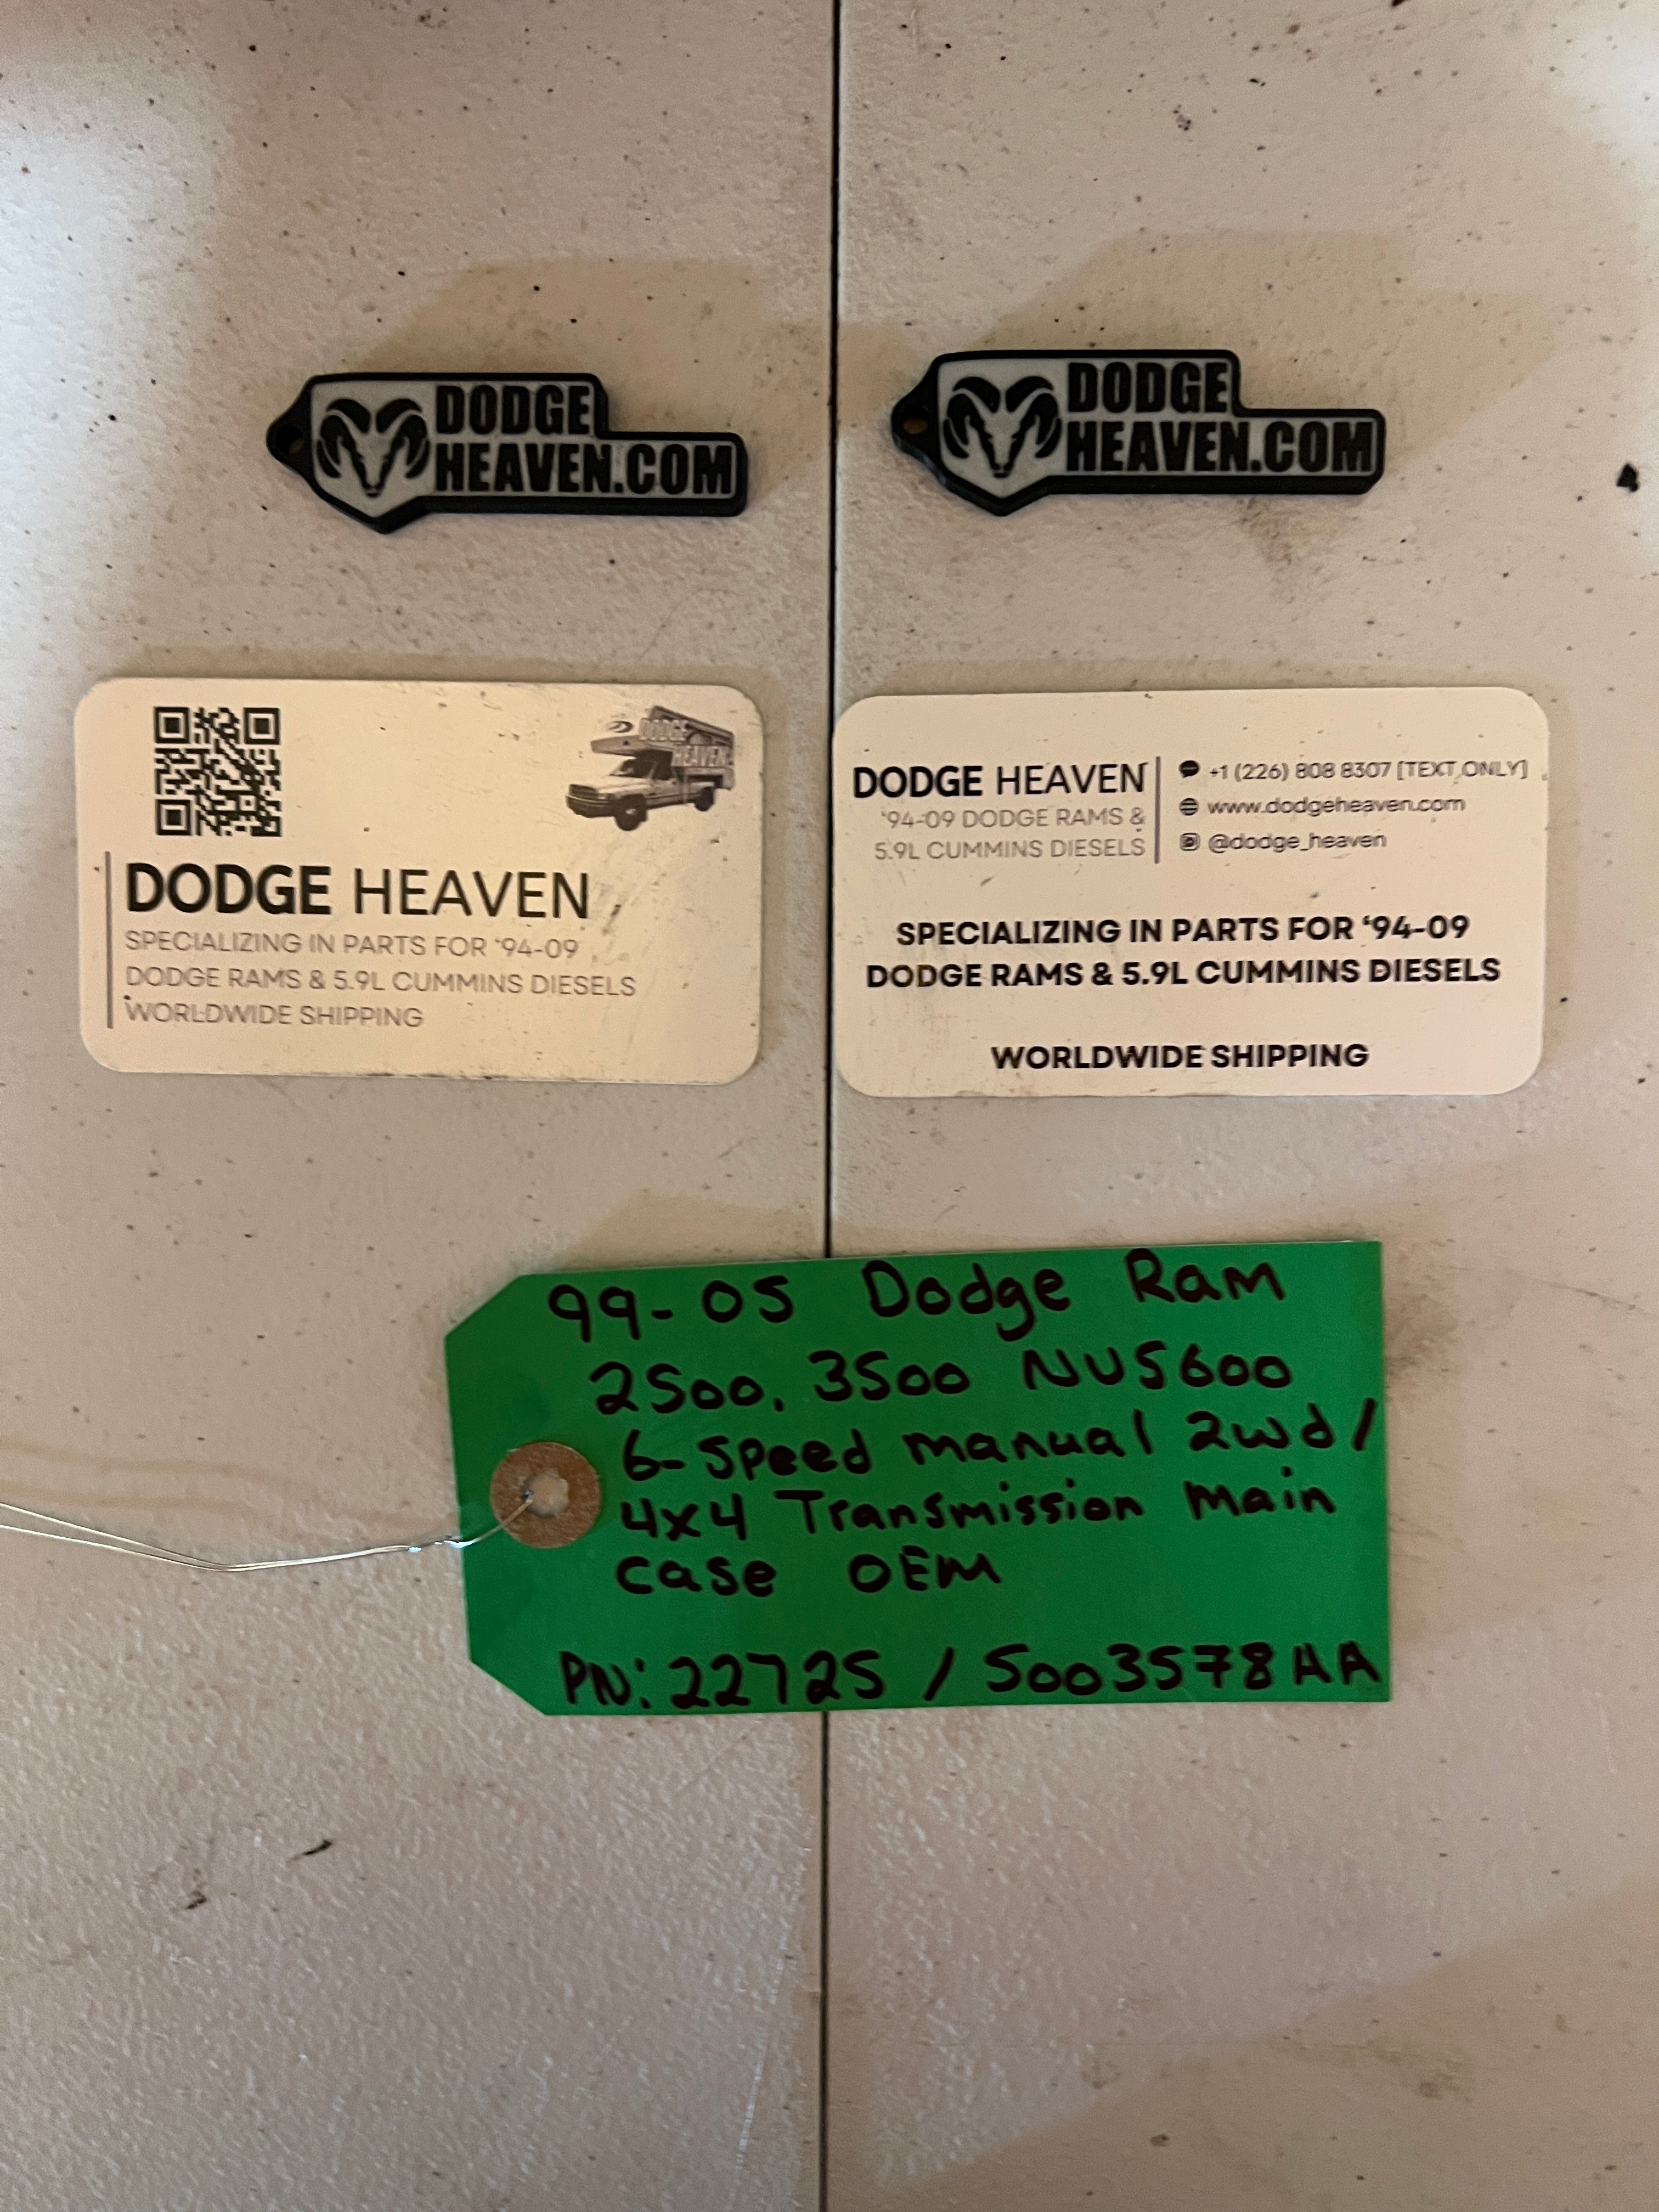 DODGE
HEAVEN.COM
DODGE
HEAVEN.COM
DODGE
HEAVEN
DODGE HEAVEN
SPECIALIZING IN PARTS FOR ‘94-09
DODGE RAMS & 5.9L CUMMINS DIESELS
WORLDWIDE SHIPPING
DODGE HEAVEN
‘94-09 DODGE RAMS &
5.9L CUMMINS DIESELS
+1 (226) 808 8307 [TEXT ONLY]
www.dodgeheaven.com
@dodge_heaven
SPECIALIZING IN PARTS FOR ‘94-09
DODGE RAMS & 5.9L CUMMINS DIESELS
WORLDWIDE SHIPPING
99-05 Dodge Ram
2500, 3500 NV5600
6-Speed manual 2wd/
4x4 Transmission Main
case OEM
PN: 22725 / 5003578AA